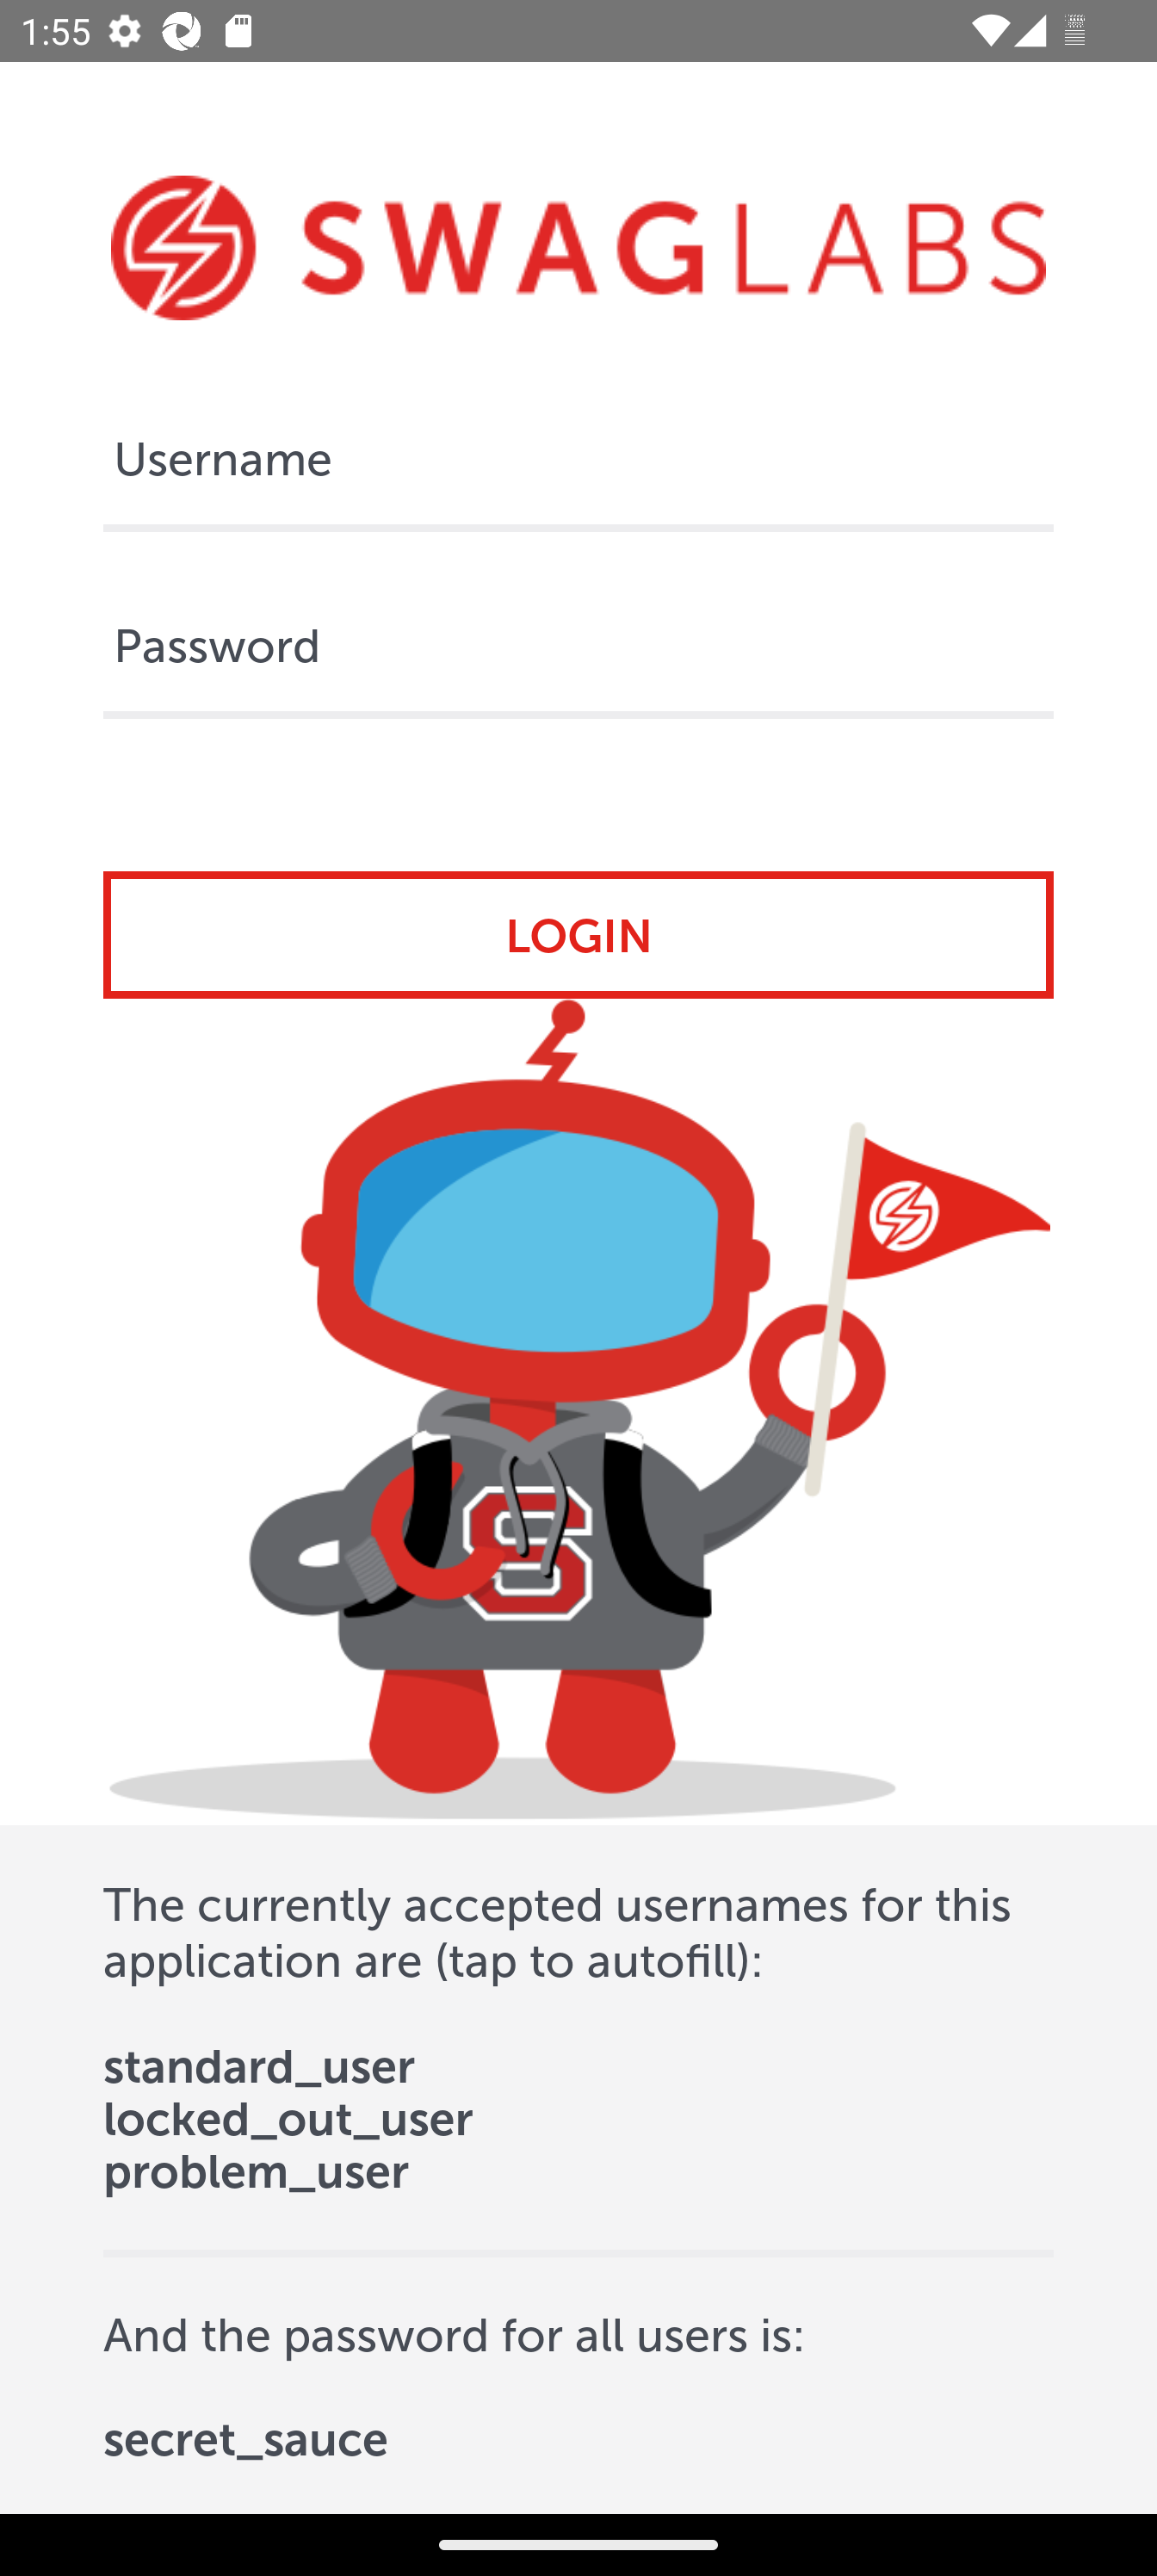 1:55
SWAGLABS
Username
Password
LOGIN
S
The currently accepted usernames for this
application are (tap to autofill):
standard_user
locked_out_user
problem_user
And the password for all users is:
secret_sauce